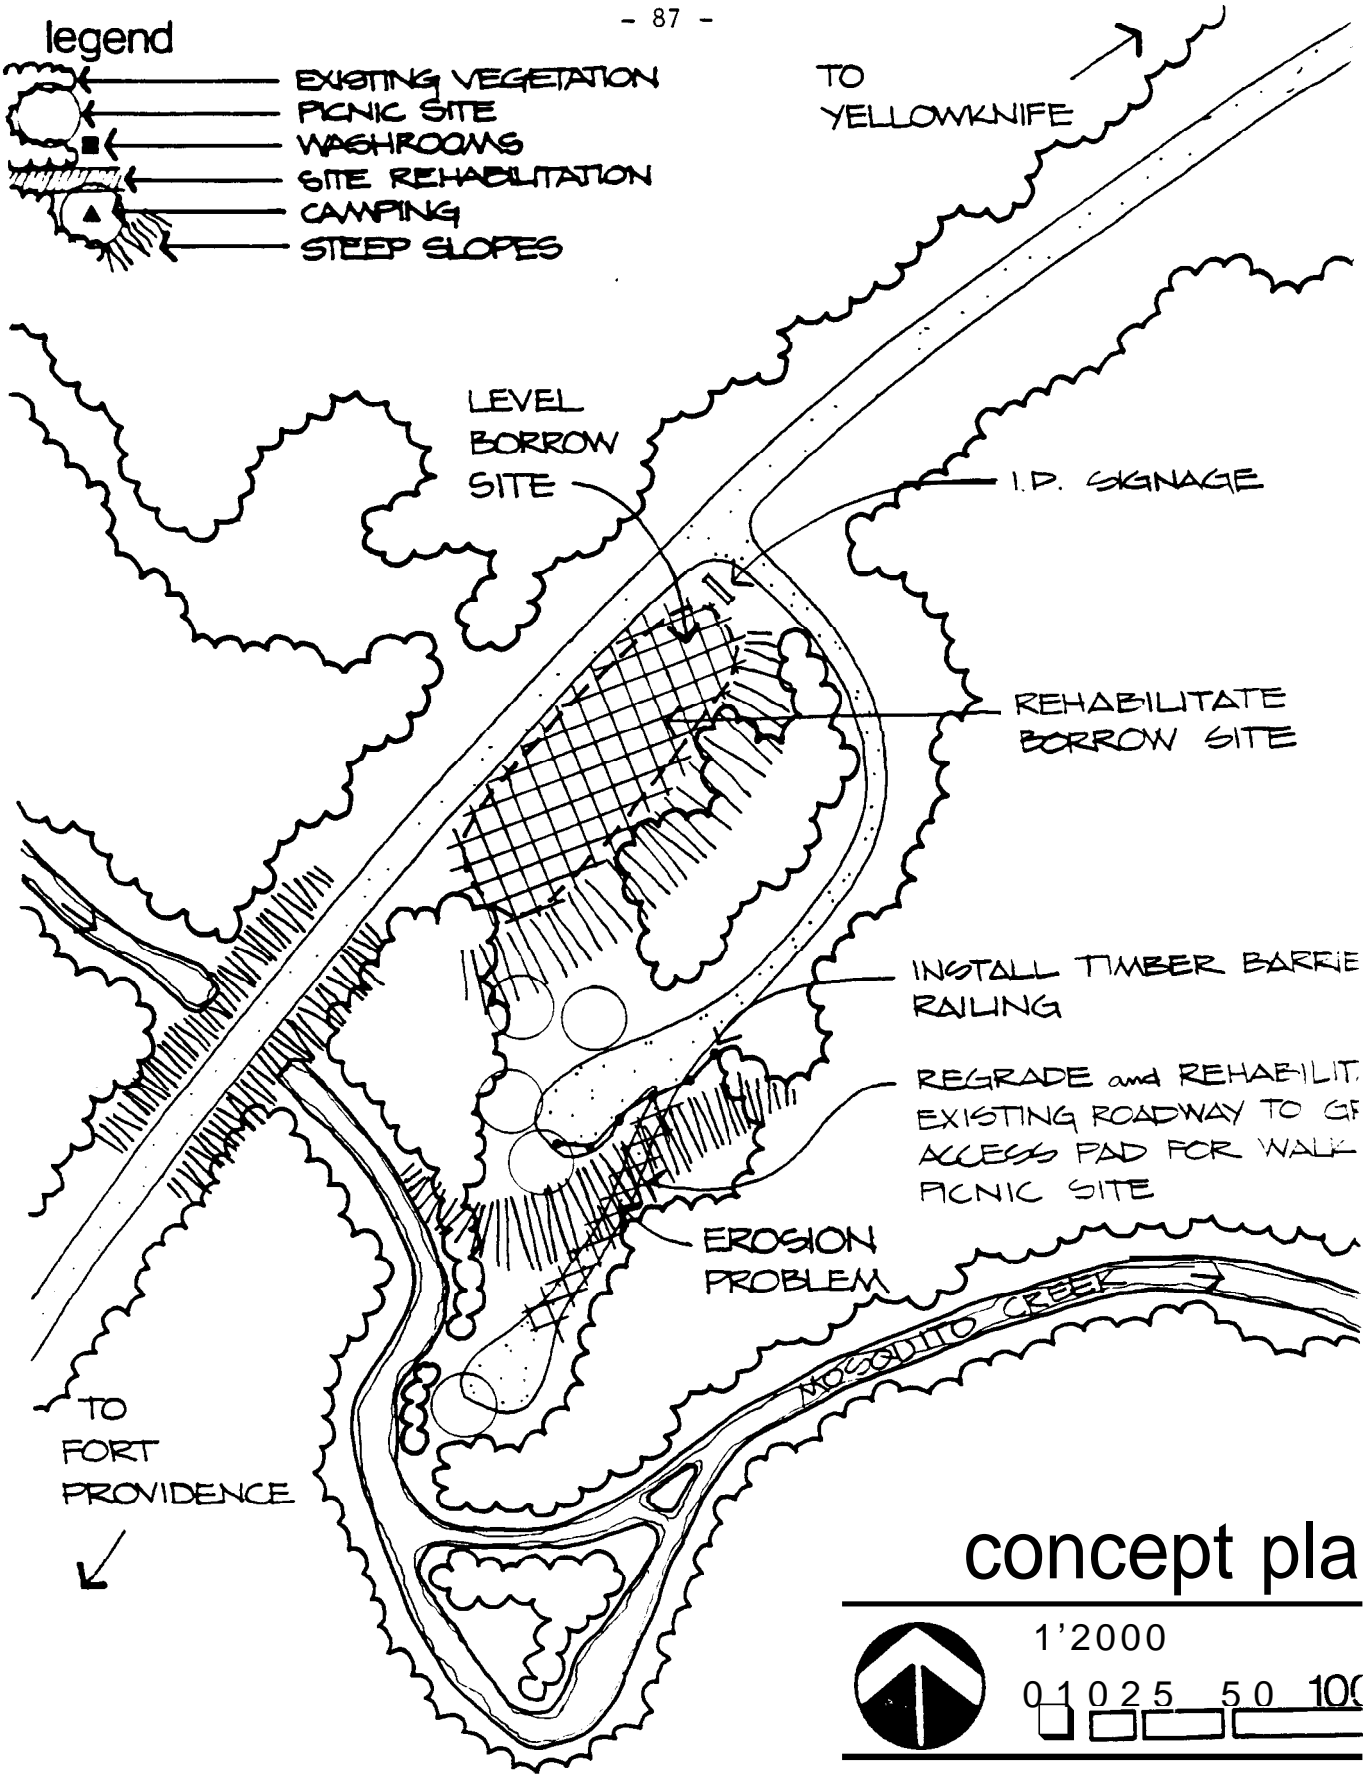 - 87 -
legend
EXISTING VEGETATION
PICNIC SITE
WASHROOMS
SITE REHABILITATION
CAMPING
STEEP SLOPES
TO
YELLOWKNIFE
LEVEL
BORROW
SITE
I.D. SIGNAGE
REHABILITATE
BORROW SITE
INSTALL TIMBER BARRIE
RAILING
REGRADE and REHABILIT
EXISTING ROADWAY TO GR
ACCESS PAD FOR WALK
PICNIC SITE
EROSION
PROBLEM
MOSQUITO CREEK
TO
FORT
PROVIDENCE
concept pla
1'2000
0 10 25 50 100